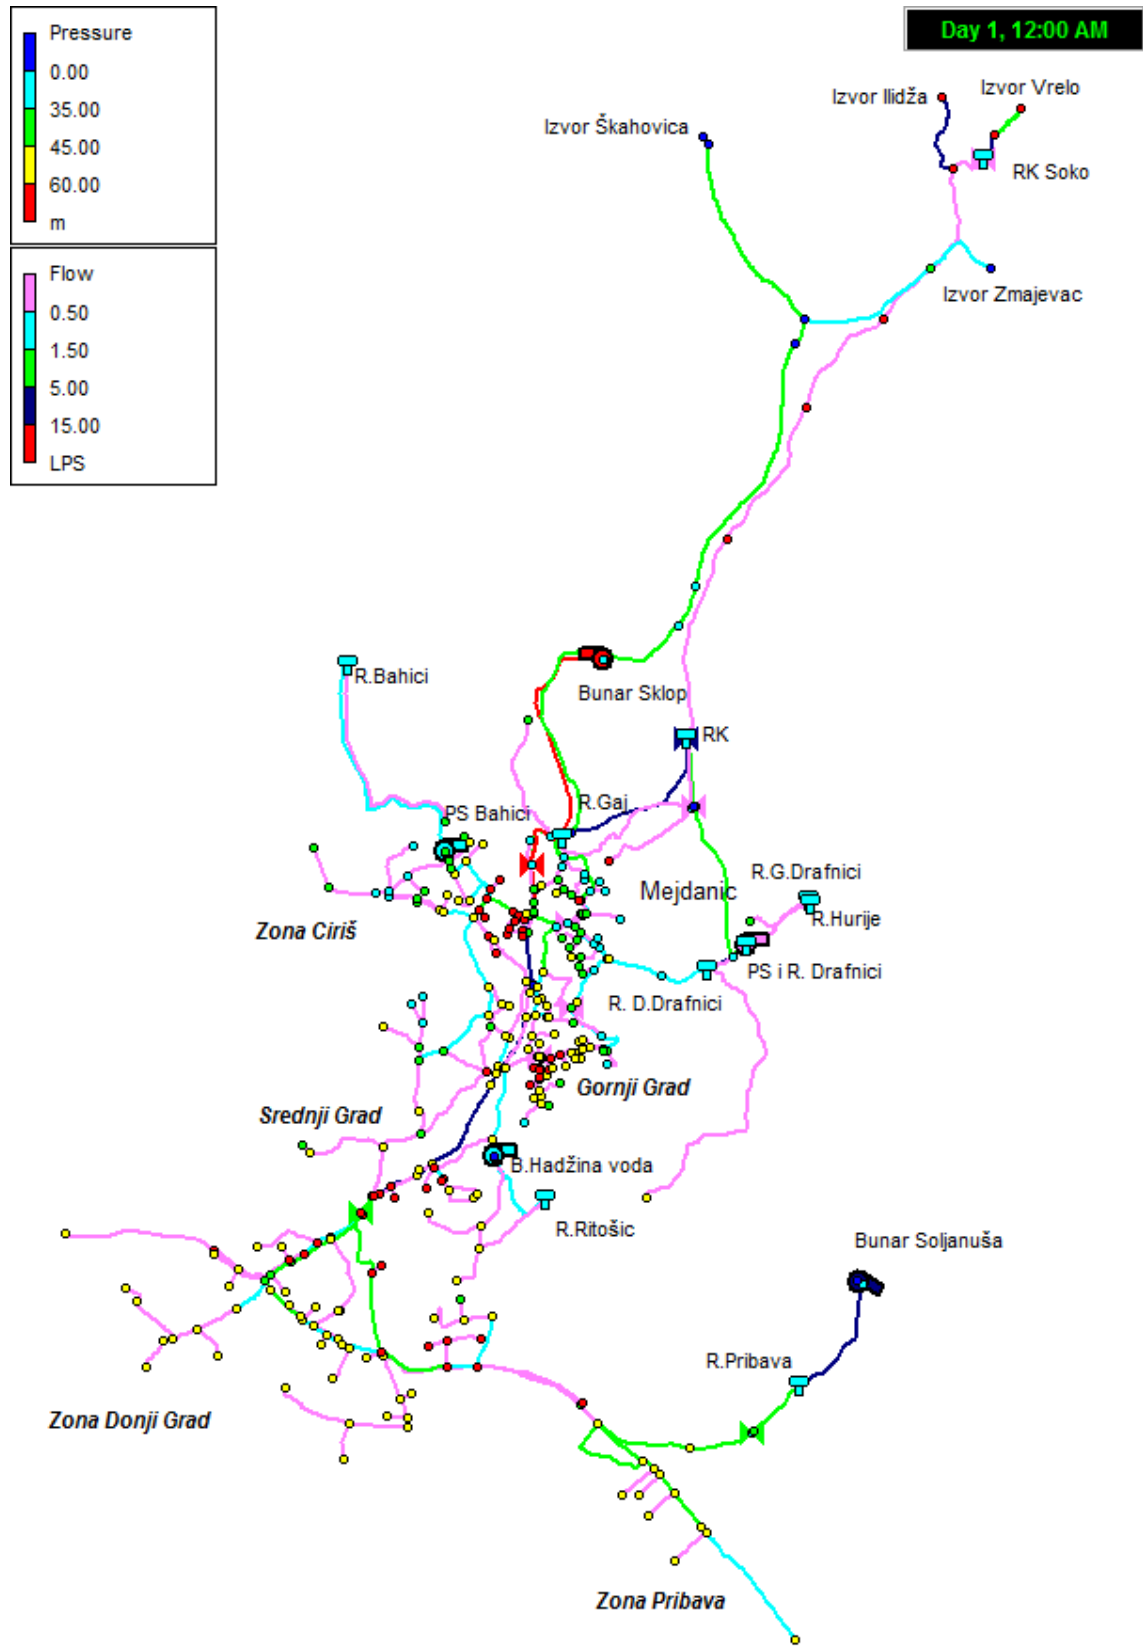 Pressure
0.00
35.00
45.00
60.00
m
Flow
0.50
1.50
5.00
15.00
LPS
Day 1, 12:00 AM
Izvor Ilidža
Izvor Vrelo
Izvor Škahovica
RK Soko
Izvor Zmajevac
R.Bahici
Bunar Sklop
RK
R.Gaj
PS Bahici
Mejdanic
R.G.Drafnici
R.Hurije
Zona Ciriš
PS i R. Drafnici
R. D.Drafnici
Gornji Grad
Srednji Grad
B.Hadžina voda
R.Ritošic
Bunar Soljanuša
R.Pribava
Zona Donji Grad
Zona Pribava